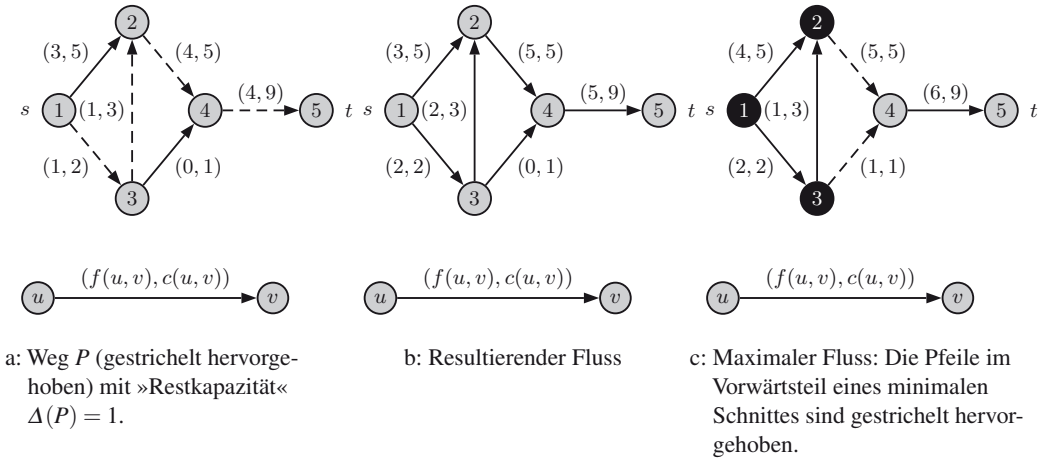 2
(3, 5)
(4, 5)
s
1
(1, 3)
4
(4, 9)
5
t
(1, 2)
(0, 1)
3
2
(3, 5)
(5, 5)
s
1
(2, 3)
4
(5, 9)
5
t
(2, 2)
(0, 1)
3
2
(4, 5)
(5, 5)
s
1
(1, 3)
4
(6, 9)
5
t
(2, 2)
(1, 1)
3
u
(f(u, v), c(u, v))
v
u
(f(u, v), c(u, v))
v
u
(f(u, v), c(u, v))
v
a: Weg P (gestrichelt hervorge-
hoben) mit »Restkapazität«
Δ(P) = 1.
b: Resultierender Fluss
c: Maximaler Fluss: Die Pfeile im
Vorwärtsteil eines minimalen
Schnittes sind gestrichelt hervor-
gehoben.